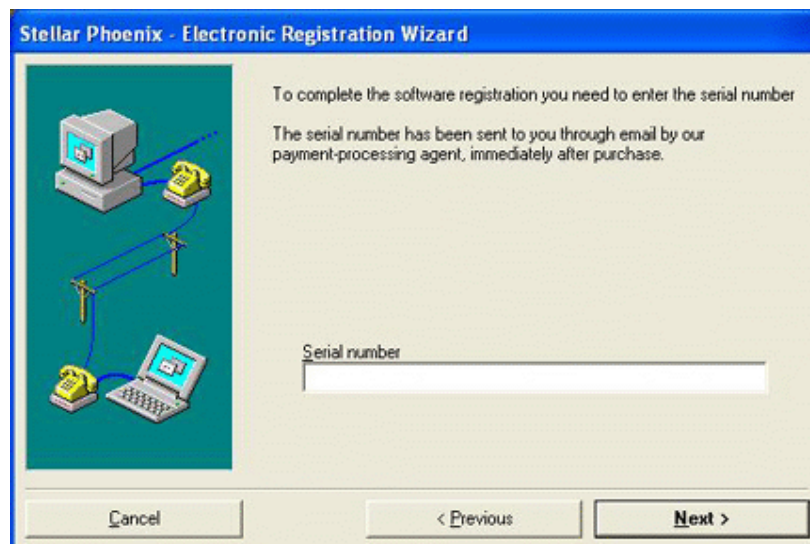 Stellar Phoenix - Electronic Registration Wizard
To complete the software registration you need to enter the serial number
The serial number has been sent to you through email by our
payment-processing agent, immediately after purchase.
Serial number
Cancel
< Previous
Next >